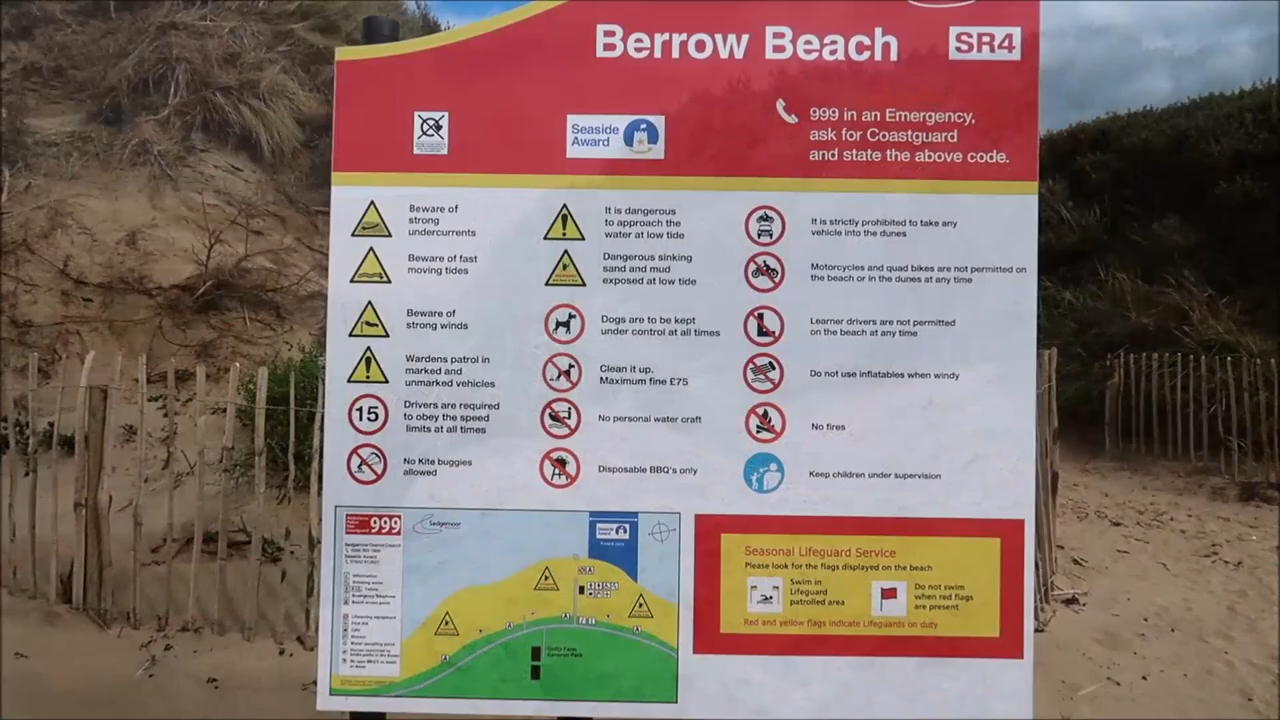 Berrow Beach
SR4
Seaside
Award
999 in an Emergency,
ask for Coastguard
and state the above code.
Beware of
strong
undercurrents
Beware of fast
moving tides
Beware of
strong winds
Wardens patrol in
marked and
unmarked vehicles
15
Drivers are required
to obey the speed
limits at all times
No Kite buggies
allowed
It is dangerous
to approach the
water at low tide
Dangerous sinking
sand and mud
exposed at low tide
Dogs are to be kept
under control at all times
Clean it up.
Maximum fine £75
No personal water craft
Disposable BBQ's only
It is strictly prohibited to take any
vehicle into the dunes
Motorcycles and quad bikes are not permitted on
the beach or in the dunes at any time
Learner drivers are not permitted
on the beach at any time
Do not use inflatables when windy
No fires
Keep children under supervision
999
Sedgemoor
Seaside
Award
Seasonal Lifeguard Service
Please look for the flags displayed on the beach
Swim in
Lifeguard
patrolled area
Do not swim
when red flags
are present
Red and yellow flags indicate Lifeguards on duty